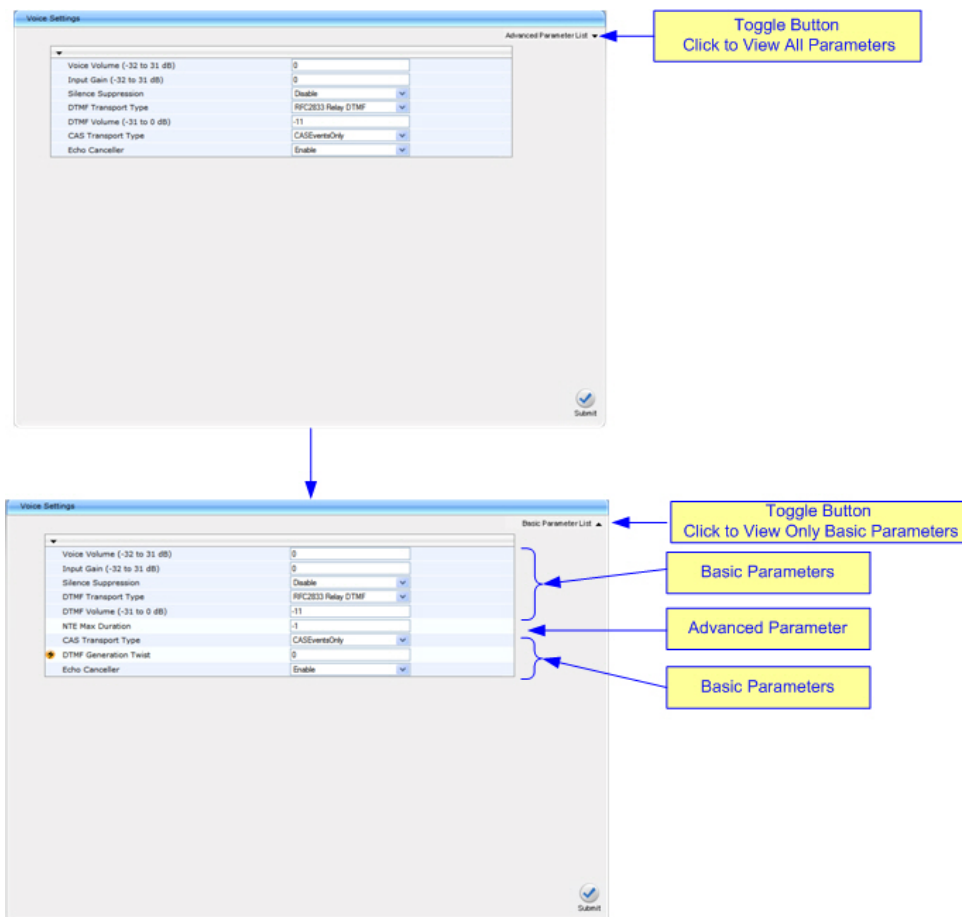 Voice Settings
Advanced Parameter List
Toggle Button
Click to View All Parameters
Voice Volume (-32 to 31 dB) 0
Input Gain (-32 to 31 dB) 0
Silence Suppression Disable
DTMF Transport Type RFC2833 Relay DTMF
DTMF Volume (-31 to 0 dB) -11
CAS Transport Type CASEventsOnly
Echo Canceller Enable
Submit
Voice Settings
Basic Parameter List
Toggle Button
Click to View Only Basic Parameters
Voice Volume (-32 to 31 dB) 0
Input Gain (-32 to 31 dB) 0
Silence Suppression Disable
DTMF Transport Type RFC2833 Relay DTMF
DTMF Volume (-31 to 0 dB) -11
NTE Max Duration -1
CAS Transport Type CASEventsOnly
DTMF Generation Twist 0
Echo Canceller Enable
Basic Parameters
Advanced Parameter
Basic Parameters
Submit